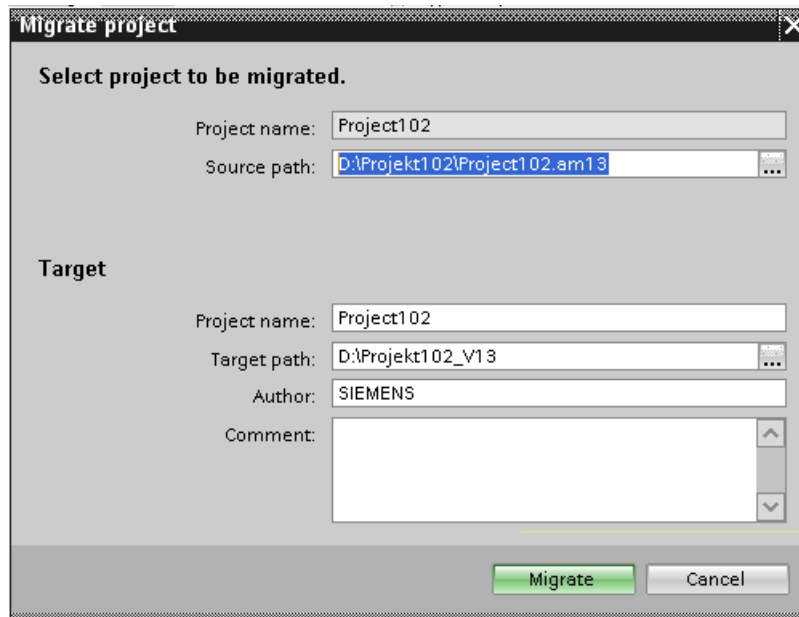 Migrate project
Select project to be migrated.
Project name: Project102
Source path: D:\Projekt102\Project102.am13 ...
Target
Project name: Project102
Target path: D:\Projekt102_V13 ...
Author: SIEMENS
Comment:
Migrate Cancel